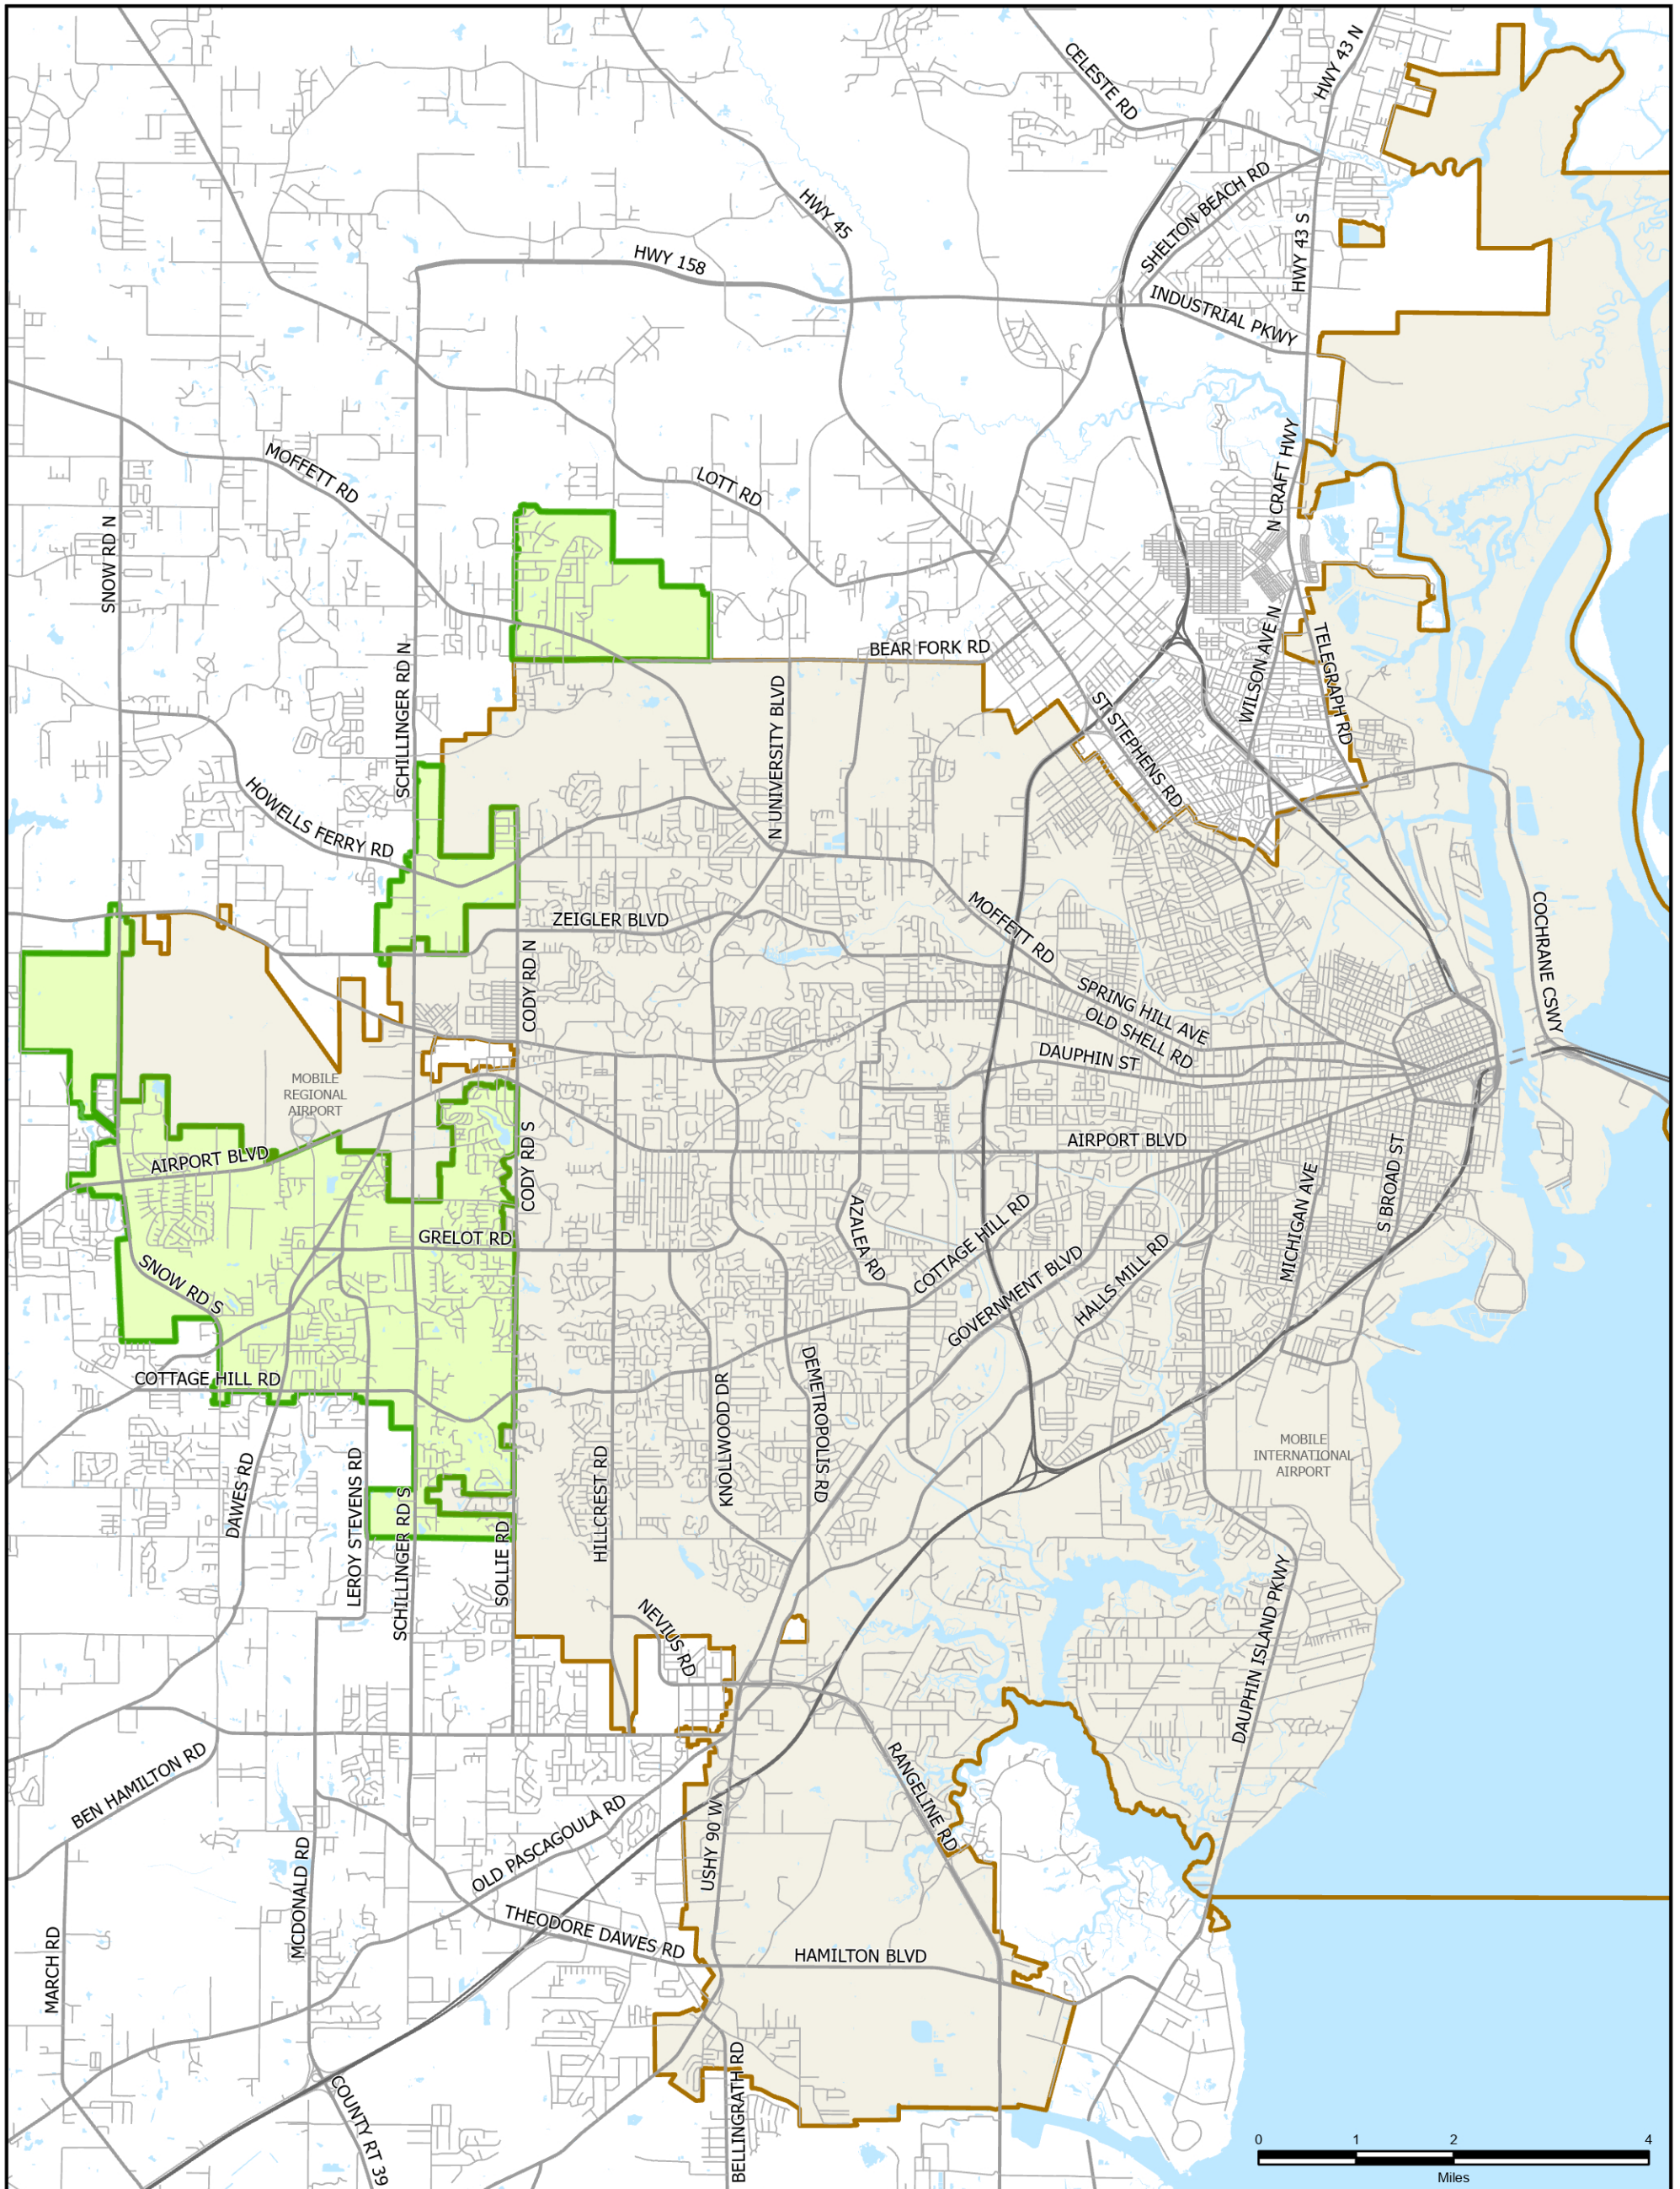 CELESTE RD
HWY 43 N
HWY 45
SHELTON BEACH RD
HWY 43 S
HWY 158
INDUSTRIAL PKWY
MOFFETT RD
LOTT RD
N CRAFT HWY
SNOW RD N
SCHILLINGER RD N
BEAR FORK RD
WILSON AVE N
TELEGRAPH RD
N UNIVERSITY BLVD
ST STEPHENS RD
HOWELLS FERRY RD
ZEIGLER BLVD
CODY RD N
MOFFETT RD
COCHRANE CSWY
SPRING HILL AVE
OLD SHELL RD
DAUPHIN ST
MOBILE
REGIONAL
AIRPORT
AIRPORT BLVD
AIRPORT BLVD
CODY RD S
MICHIGAN AVE
S BROAD ST
GRELOT RD
AZALEA RD
COTTAGE HILL RD
GOVERNMENT BLVD
HALLS MILL RD
SNOW RD S
COTTAGE HILL RD
KNOLLWOOD DR
DEMETROPOLIS RD
MOBILE
INTERNATIONAL
AIRPORT
DAWES RD
LEROY STEVENS RD
SCHILLINGER RD S
SOLLIE RD
HILLCREST RD
NEVIUS RD
DAUPHIN ISLAND PKWY
BEN HAMILTON RD
RANGELINE RD
OLD PASCAGOULA RD
USHY 90 W
MCDONALD RD
MARCH RD
THEODORE DAWES RD
HAMILTON BLVD
BELLINGRATH RD
COUNTY RT 39
0 1 2 4
Miles